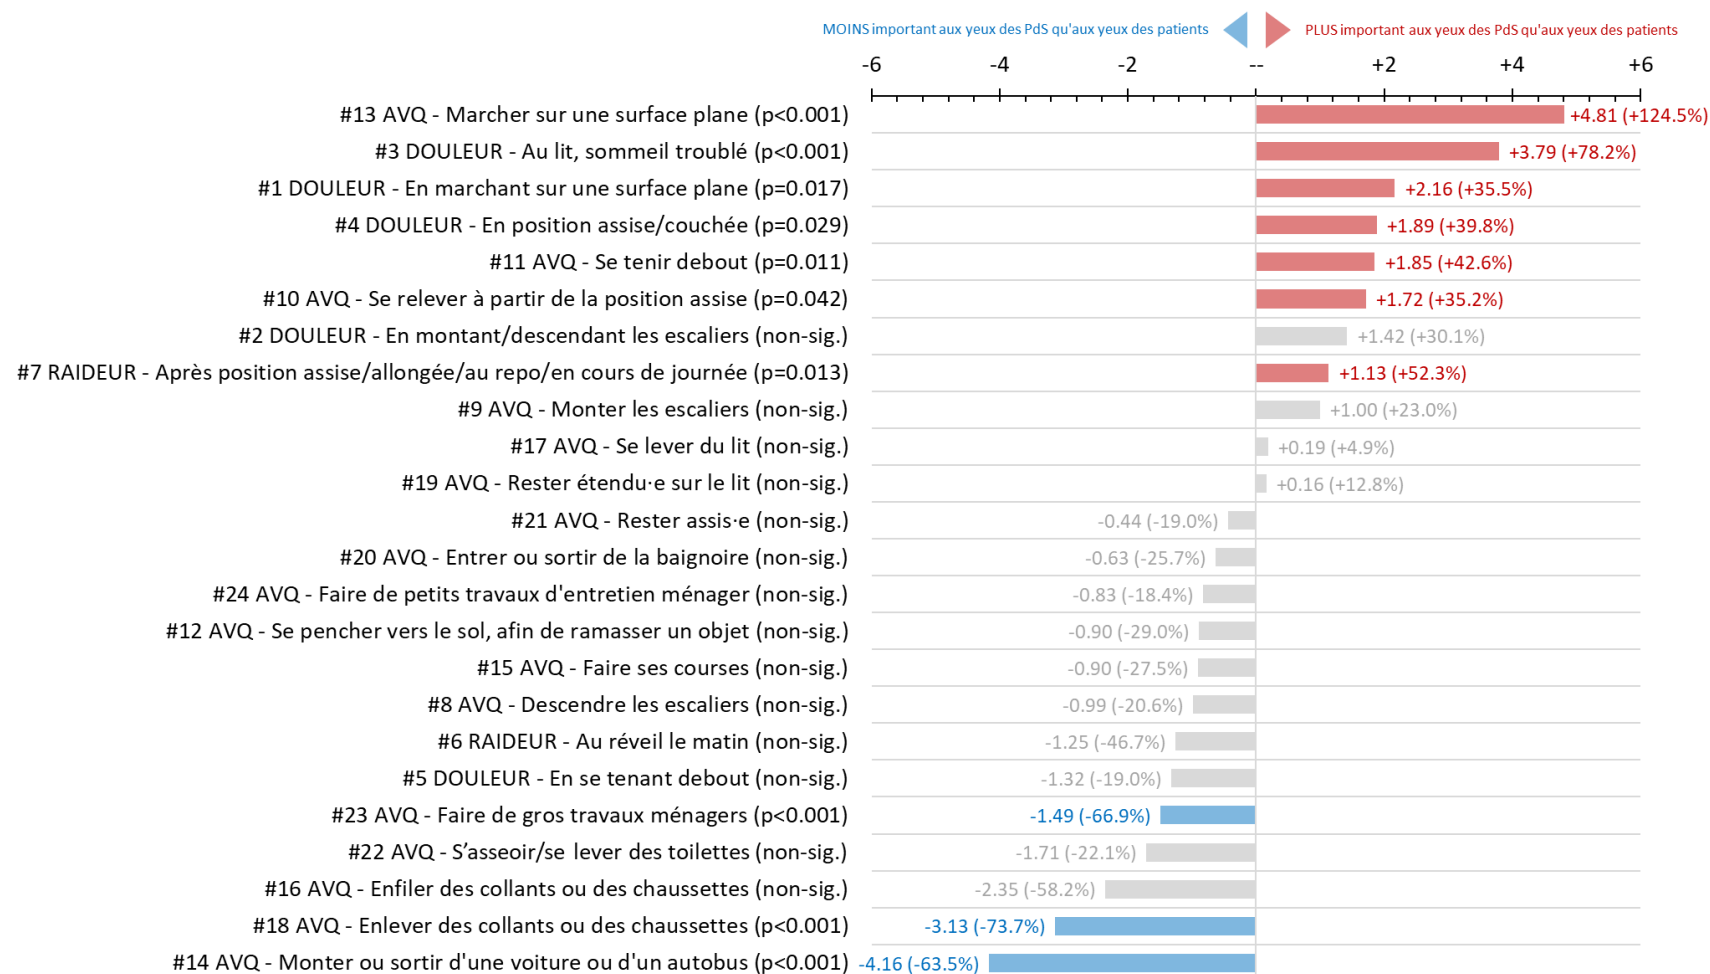 MOINS important aux yeux des PdS qu'aux yeux des patients PLUS important aux yeux des PdS qu'aux yeux des patients
-6 -4 -2 -- +2 +4 +6
#13 AVQ - Marcher sur une surface plane (p<0.001) +4.81 (+124.5%)
#3 DOULEUR - Au lit, sommeil troublé (p<0.001) +3.79 (+78.2%)
#1 DOULEUR - En marchant sur une surface plane (p=0.017) +2.16 (+35.5%)
#4 DOULEUR - En position assise/couchée (p=0.029) +1.89 (+39.8%)
#11 AVQ - Se tenir debout (p=0.011) +1.85 (+42.6%)
#10 AVQ - Se relever à partir de la position assise (p=0.042) +1.72 (+35.2%)
#2 DOULEUR - En montant/descendant les escaliers (non-sig.) +1.42 (+30.1%)
#7 RAIDEUR - Après position assise/allongée/au repo/en cours de journée (p=0.013) +1.13 (+52.3%)
#9 AVQ - Monter les escaliers (non-sig.) +1.00 (+23.0%)
#17 AVQ - Se lever du lit (non-sig.) +0.19 (+4.9%)
#19 AVQ - Rester étendu·e sur le lit (non-sig.) +0.16 (+12.8%)
#21 AVQ - Rester assis·e (non-sig.) -0.44 (-19.0%)
#20 AVQ - Entrer ou sortir de la baignoire (non-sig.) -0.63 (-25.7%)
#24 AVQ - Faire de petits travaux d'entretien ménager (non-sig.) -0.83 (-18.4%)
#12 AVQ - Se pencher vers le sol, afin de ramasser un objet (non-sig.) -0.90 (-29.0%)
#15 AVQ - Faire ses courses (non-sig.) -0.90 (-27.5%)
#8 AVQ - Descendre les escaliers (non-sig.) -0.99 (-20.6%)
#6 RAIDEUR - Au réveil le matin (non-sig.) -1.25 (-46.7%)
#5 DOULEUR - En se tenant debout (non-sig.) -1.32 (-19.0%)
#23 AVQ - Faire de gros travaux ménagers (p<0.001) -1.49 (-66.9%)
#22 AVQ - S’asseoir/se lever des toilettes (non-sig.) -1.71 (-22.1%)
#16 AVQ - Enfiler des collants ou des chaussettes (non-sig.) -2.35 (-58.2%)
#18 AVQ - Enlever des collants ou des chaussettes (p<0.001) -3.13 (-73.7%)
#14 AVQ - Monter ou sortir d'une voiture ou d'un autobus (p<0.001) -4.16 (-63.5%)